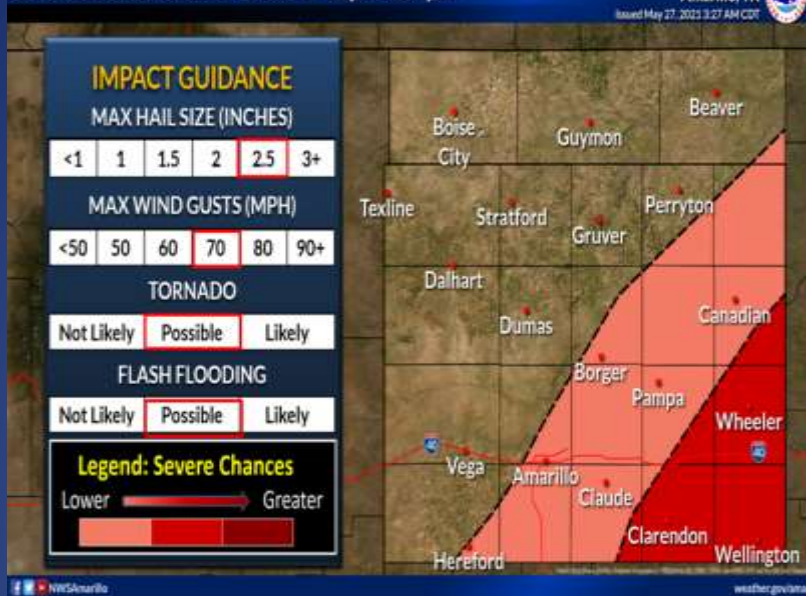 Issued May 27, 2021 3:27 AM CDT
IMPACT GUIDANCE
MAX HAIL SIZE (INCHES)
<1 1 1.5 2 2.5 3+
MAX WIND GUSTS (MPH)
<50 50 60 70 80 90+
TORNADO
Not Likely Possible Likely
FLASH FLOODING
Not Likely Possible Likely
Legend: Severe Chances
Lower Greater
Beaver
Boise City
Guymon
Texline
Stratford
Perryton
Gruver
Dalhart
Dumas
Canadian
Borger
Pampa
Wheeler
40
40
Vega
Amarillo
Claude
Clarendon
Hereford
Wellington
NWSAmarillo
weather.gov/ama